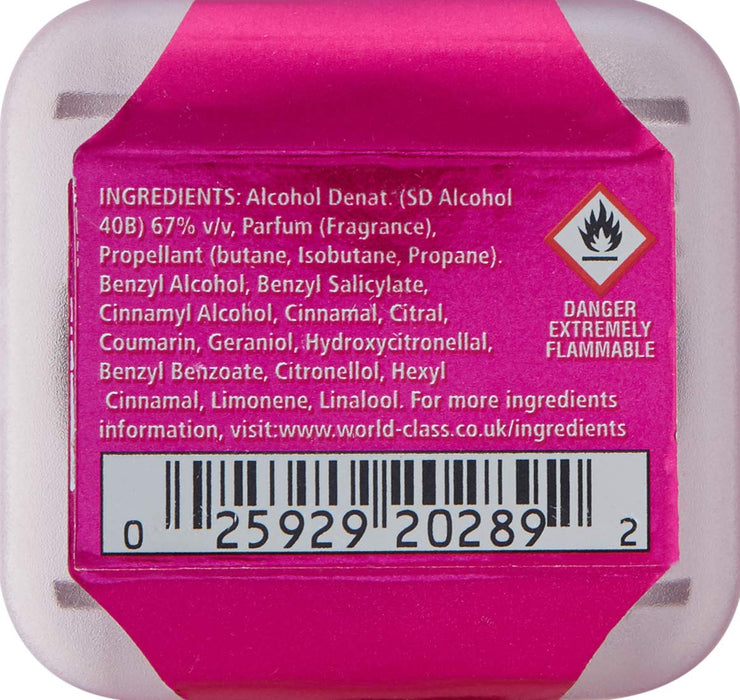 INGREDIENTS: Alcohol Denat. (SD Alcohol
40B) 67% v/v, Parfum (Fragrance),
Propellant (butane, Isobutane, Propane).
Benzyl Alcohol, Benzyl Salicylate,
Cinnamyl Alcohol, Cinnamal, Citral,
Coumarin, Geraniol, Hydroxycitronellal,
Benzyl Benzoate, Citronellol, Hexyl
Cinnamal, Limonene, Linalool. For more ingredients
information, visit:www.world-class.co.uk/ingredients
DANGER
EXTREMELY
FLAMMABLE
0 25929 20289 2